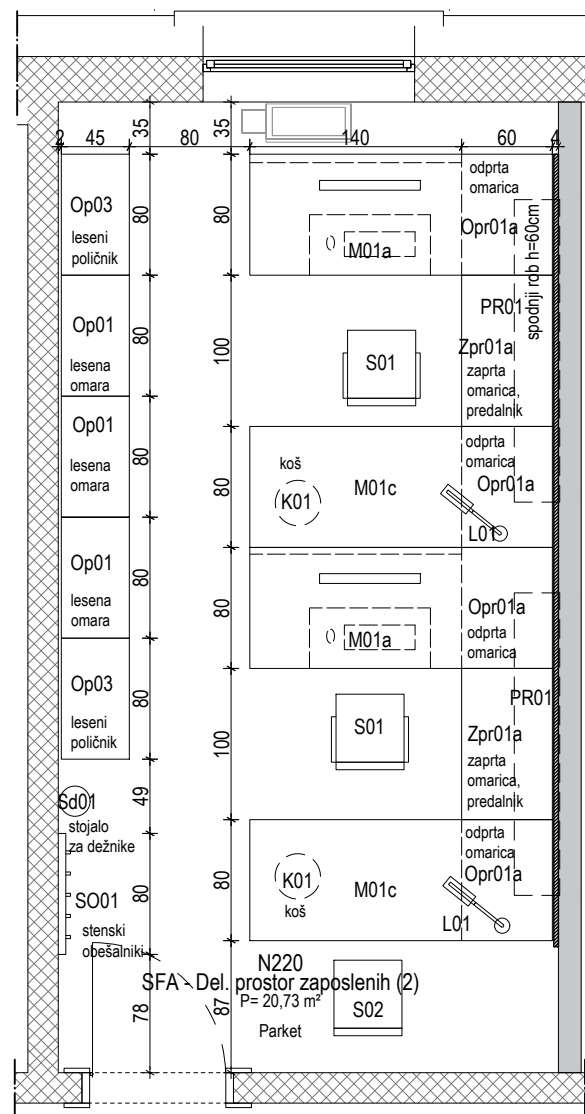 35
35
2
45
80
140
60
4
Op03
leseni
poličnik
80
80
M01a
odprta
omarica
Opr01a
spodnji rob h=60cm
Op01
lesena
omara
80
100
S01
PR01
Zpr01a
zaprta
omarica,
predalnik
Op01
lesena
omara
80
80
koš
K01
M01c
odprta
omarica
Opr01a
L01
Op01
lesena
omara
80
80
M01a
Opr01a
odprta
omarica
Op03
leseni
poličnik
80
100
S01
PR01
Zpr01a
zaprta
omarica,
predalnik
Sd01
stojalo
za dežnike
49
SO01
stenski
obešalniki
80
80
K01
koš
M01c
odprta
omarica
Opr01a
L01
78
87
N220
SFA - Del. prostor zaposlenih (2)
P= 20,73 m²
Parket
S02